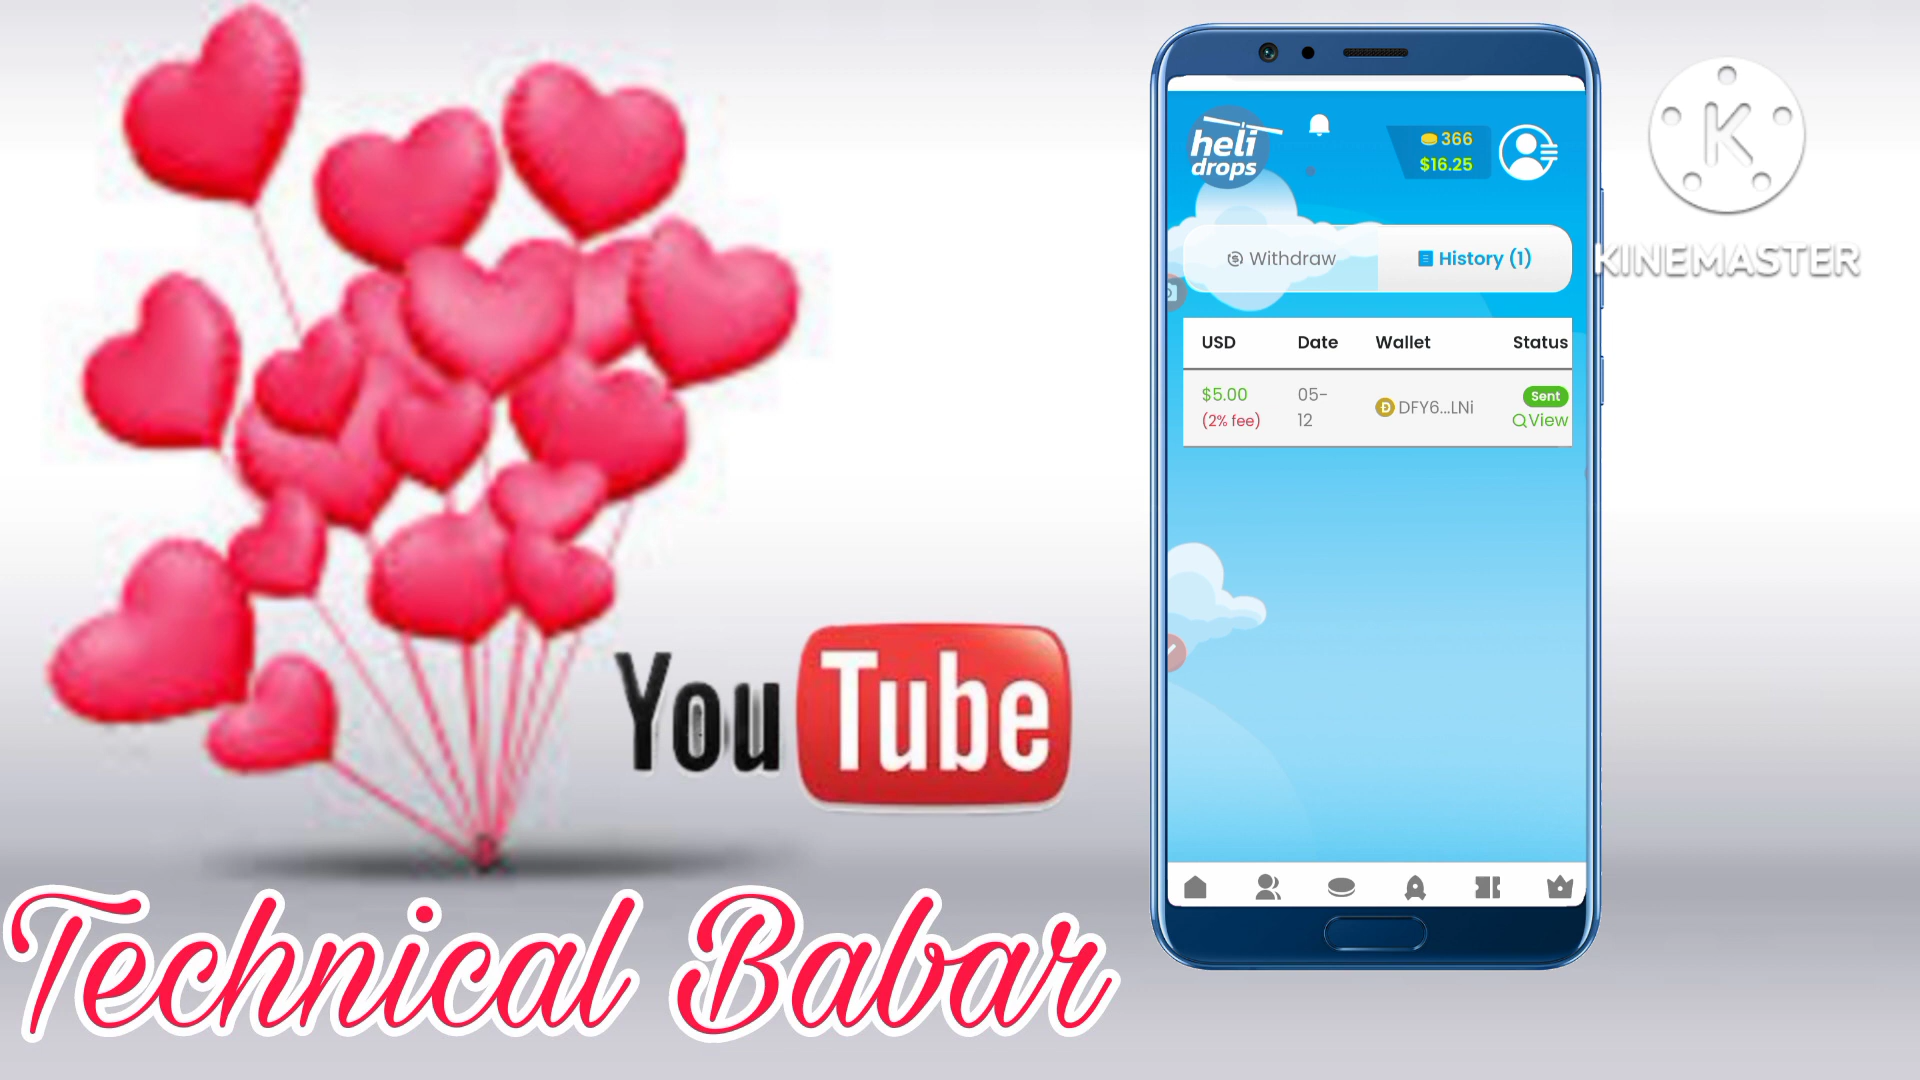 heli
drops
366
$16.25
Withdraw
History (1)
USD Date Wallet Status
$5.00 05-12 DFY6...LNi Sent
(2% fee) View
K
KINEMASTER
YouTube
Technical Babar